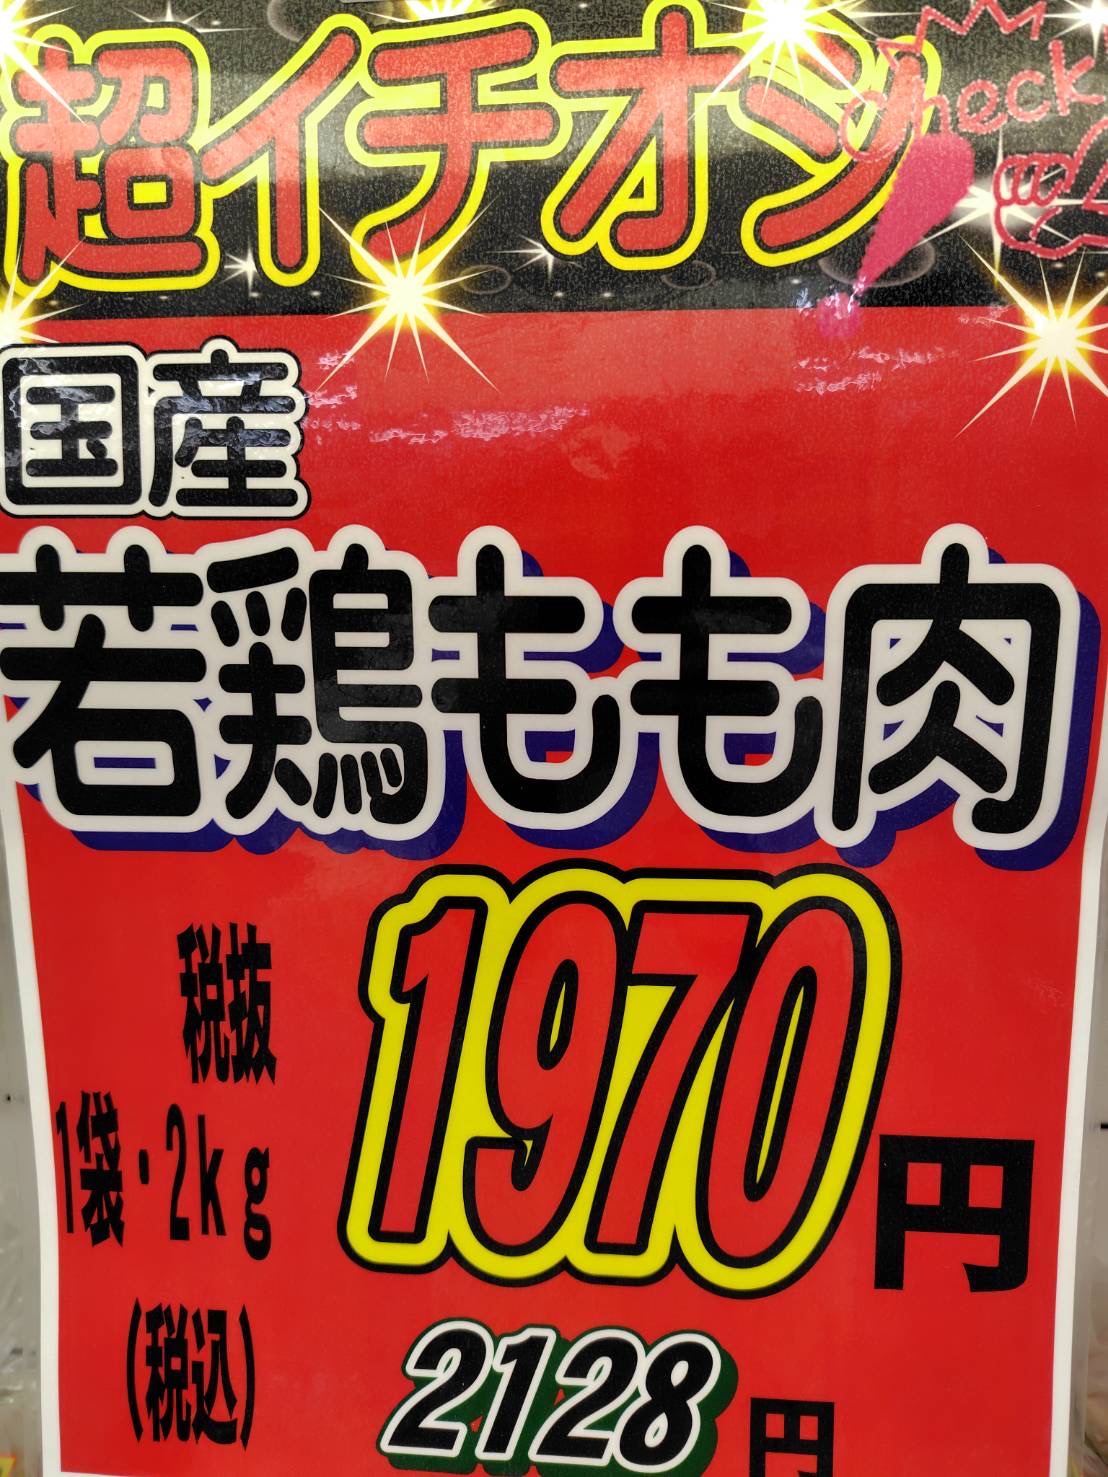 超イチオシ
check!
国産
若鶏もも肉
税抜
1袋・2kg
1970円
(税込)
2128円